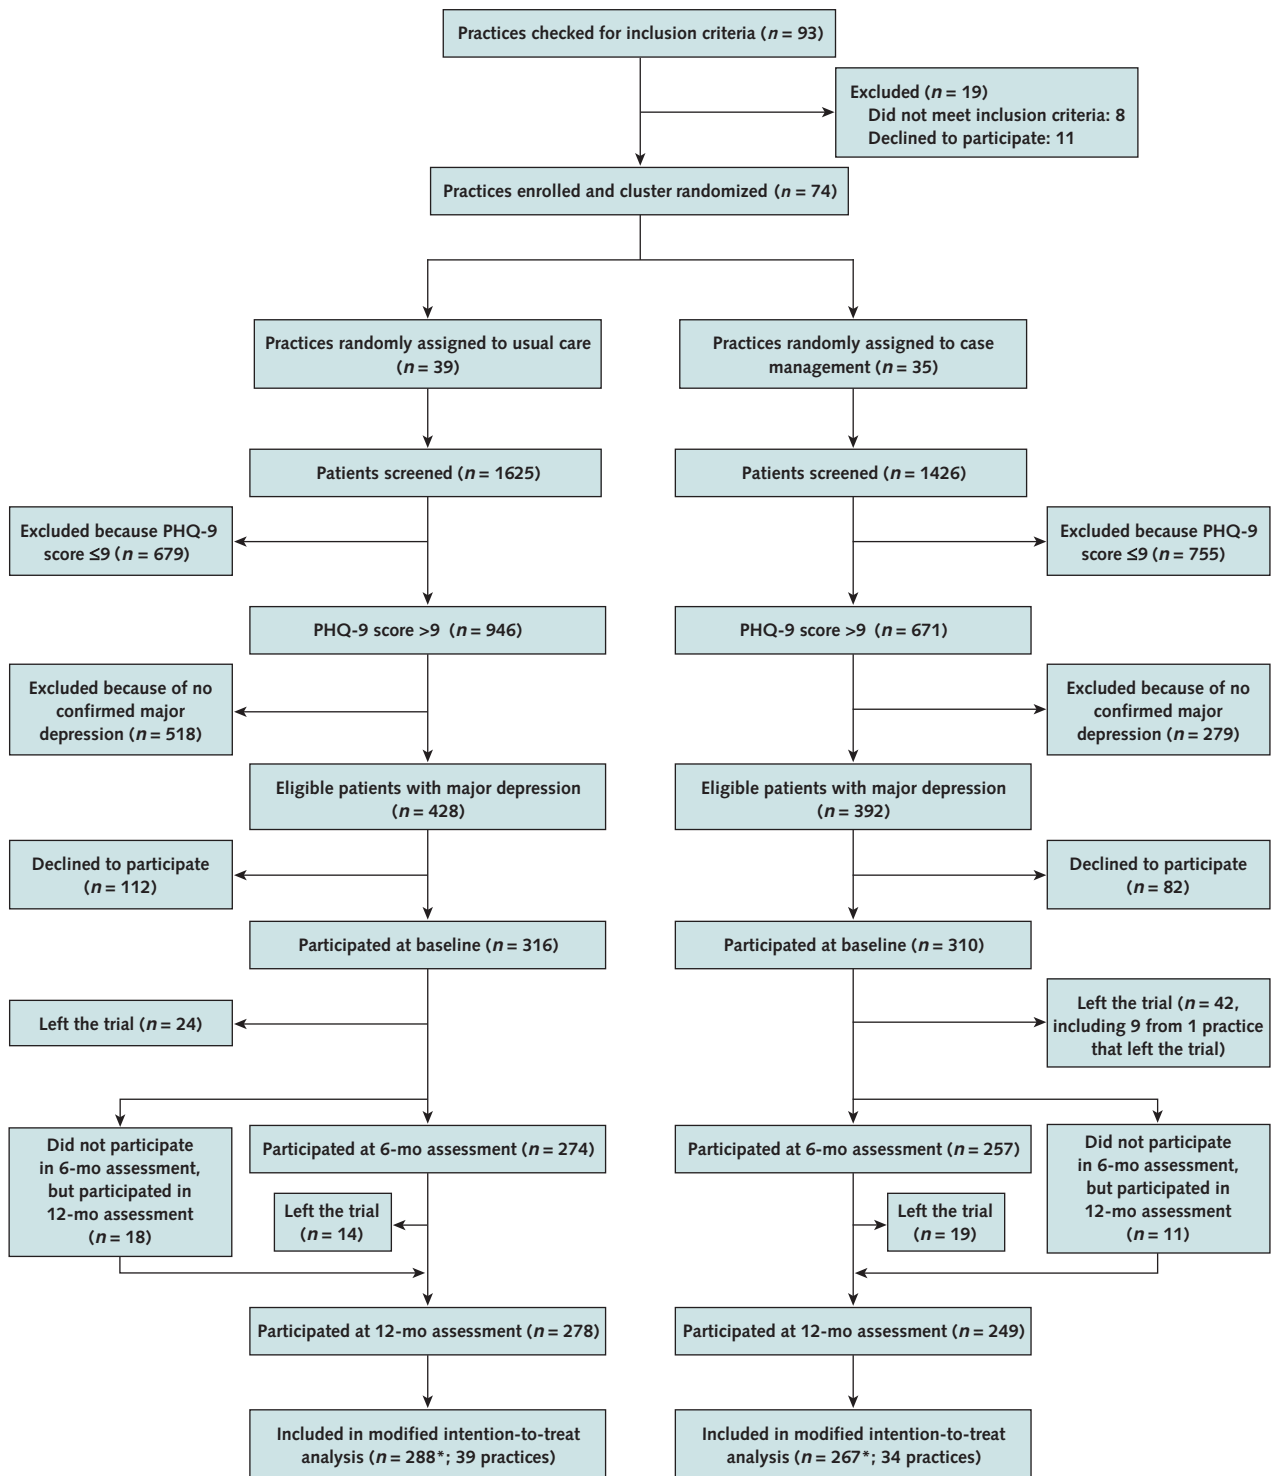 Practices checked for inclusion criteria (n = 93)
Excluded (n = 19)
Did not meet inclusion criteria: 8
Declined to participate: 11
Practices enrolled and cluster randomized (n = 74)
Practices randomly assigned to usual care
(n = 39)
Practices randomly assigned to case
management (n = 35)
Patients screened (n = 1625)
Patients screened (n = 1426)
Excluded because PHQ-9
score ≤9 (n = 679)
Excluded because PHQ-9
score ≤9 (n = 755)
PHQ-9 score >9 (n = 946)
PHQ-9 score >9 (n = 671)
Excluded because of no
confirmed major
depression (n = 518)
Excluded because of no
confirmed major
depression (n = 279)
Eligible patients with major depression
(n = 428)
Eligible patients with major depression
(n = 392)
Declined to participate
(n = 112)
Declined to participate
(n = 82)
Participated at baseline (n = 316)
Participated at baseline (n = 310)
Left the trial (n = 24)
Left the trial (n = 42,
including 9 from 1 practice
that left the trial)
Did not participate
in 6-mo assessment,
but participated in
12-mo assessment
(n = 18)
Participated at 6-mo assessment (n = 274)
Participated at 6-mo assessment (n = 257)
Did not participate
in 6-mo assessment,
but participated in
12-mo assessment
(n = 11)
Left the trial
(n = 14)
Left the trial
(n = 19)
Participated at 12-mo assessment (n = 278)
Participated at 12-mo assessment (n = 249)
Included in modified intention-to-treat
analysis (n = 288*; 39 practices)
Included in modified intention-to-treat
analysis (n = 267*; 34 practices)